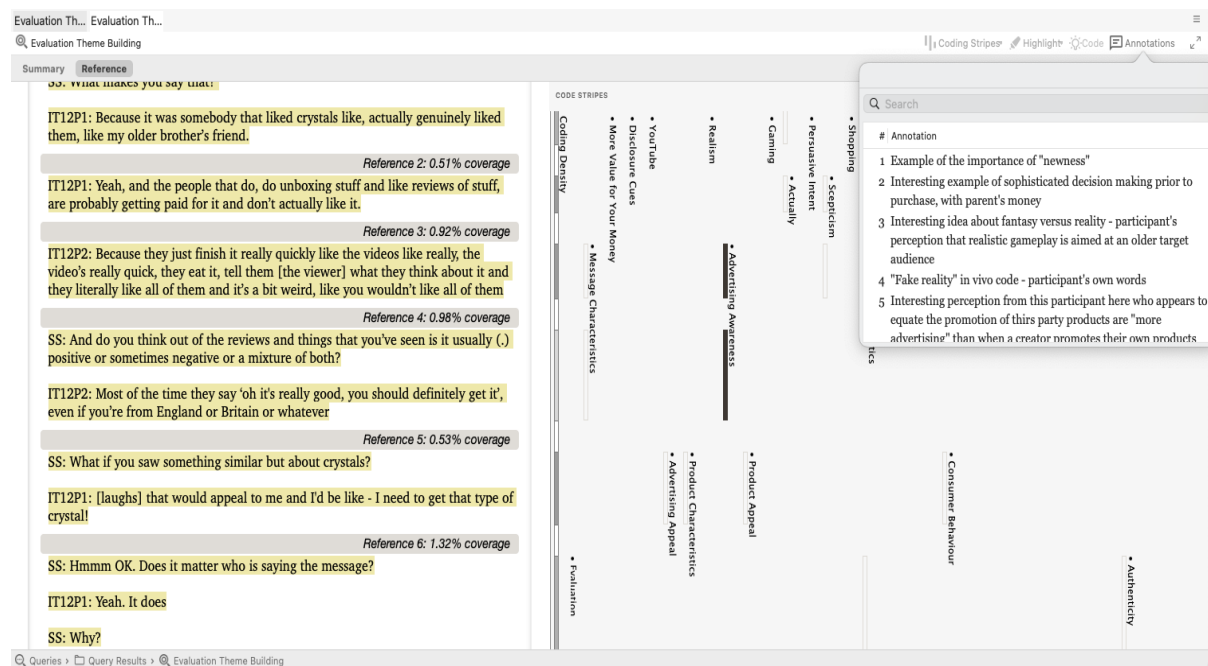 Evaluation Th... Evaluation Th...
Evaluation Theme Building
Coding Stripes Highlight Code Annotations
Summary Reference
SS: What makes you say that?
IT12P1: Because it was somebody that liked crystals like, actually genuinely liked
them, like my older brother's friend.
Reference 2: 0.51% coverage
IT12P1: Yeah, and the people that do, do unboxing stuff and like reviews of stuff,
are probably getting paid for it and don't actually like it.
Reference 3: 0.92% coverage
IT12P2: Because they just finish it really quickly like the videos like really, the
video's really quick, they eat it, tell them [the viewer] what they think about it and
they literally like all of them and it's a bit weird, like you wouldn't like all of them
Reference 4: 0.98% coverage
SS: And do you think out of the reviews and things that you've seen is it usually (.)
positive or sometimes negative or a mixture of both?
IT12P2: Most of the time they say 'oh it's really good, you should definitely get it',
even if you're from England or Britain or whatever
Reference 5: 0.53% coverage
SS: What if you saw something similar but about crystals?
IT12P1: [laughs] that would appeal to me and I'd be like - I need to get that type of
crystal!
Reference 6: 1.32% coverage
SS: Hmmm OK. Does it matter who is saying the message?
IT12P1: Yeah. It does
SS: Why?
CODE STRIPES
Coding Density
• Evaluation
• Message Characteristics
• More Value for Your Money
• Disclosure Cues
• YouTube
• Advertising Appeal
• Product Characteristics
• Realism
• Advertising Awareness
• Product Appeal
• Gaming
• Actually
• Persuasive Intent
• Scepticism
• Shopping
tics
• Consumer Behaviour
• Authenticity
Search
# Annotation
1 Example of the importance of "newness"
2 Interesting example of sophisticated decision making prior to
purchase, with parent's money
3 Interesting idea about fantasy versus reality - participant's
perception that realistic gameplay is aimed at an older target
audience
4 "Fake reality" in vivo code - participant's own words
5 Interesting perception from this participant here who appears to
equate the promotion of thirs party products are "more
advertising" than when a creator promotes their own products
Queries › Query Results › Evaluation Theme Building